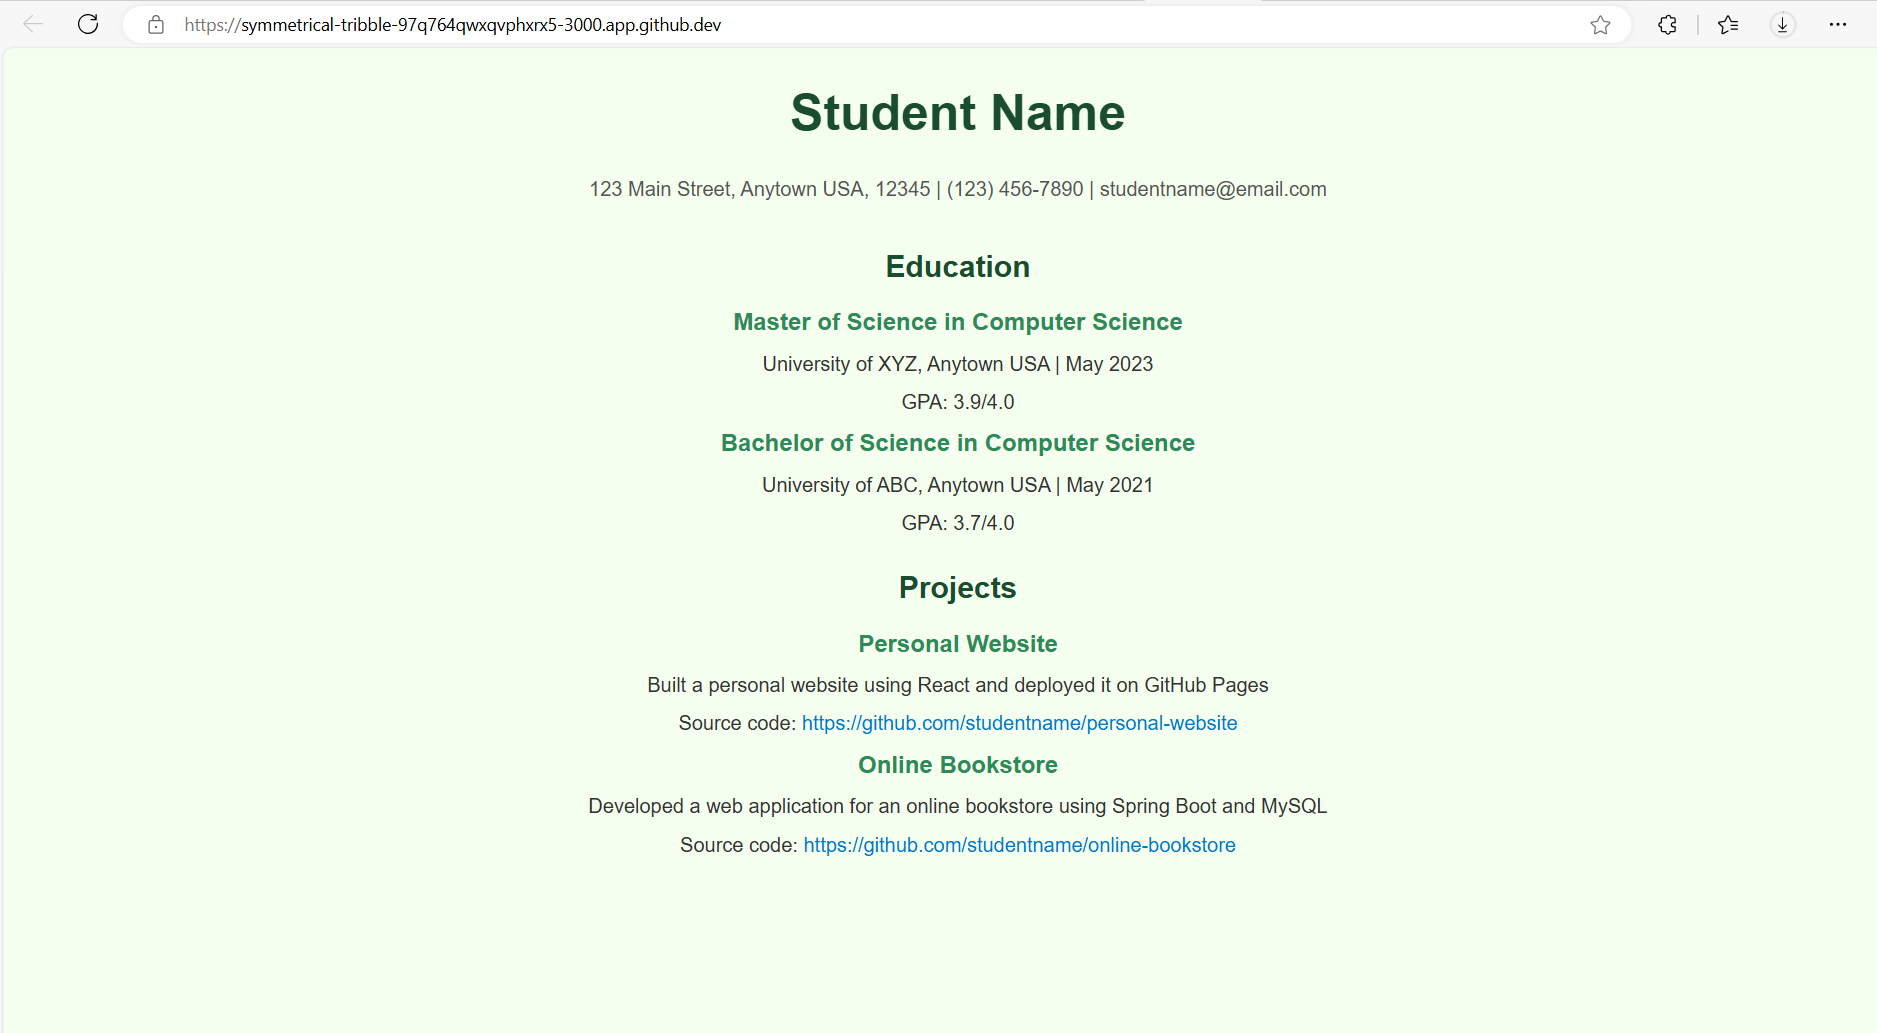 https://symmetrical-tribble-97q764qwxqvphxrx5-3000.app.github.dev
Student Name
123 Main Street, Anytown USA, 12345 | (123) 456-7890 | studentname@email.com
Education
Master of Science in Computer Science
University of XYZ, Anytown USA | May 2023
GPA: 3.9/4.0
Bachelor of Science in Computer Science
University of ABC, Anytown USA | May 2021
GPA: 3.7/4.0
Projects
Personal Website
Built a personal website using React and deployed it on GitHub Pages
Source code: https://github.com/studentname/personal-website
Online Bookstore
Developed a web application for an online bookstore using Spring Boot and MySQL
Source code: https://github.com/studentname/online-bookstore